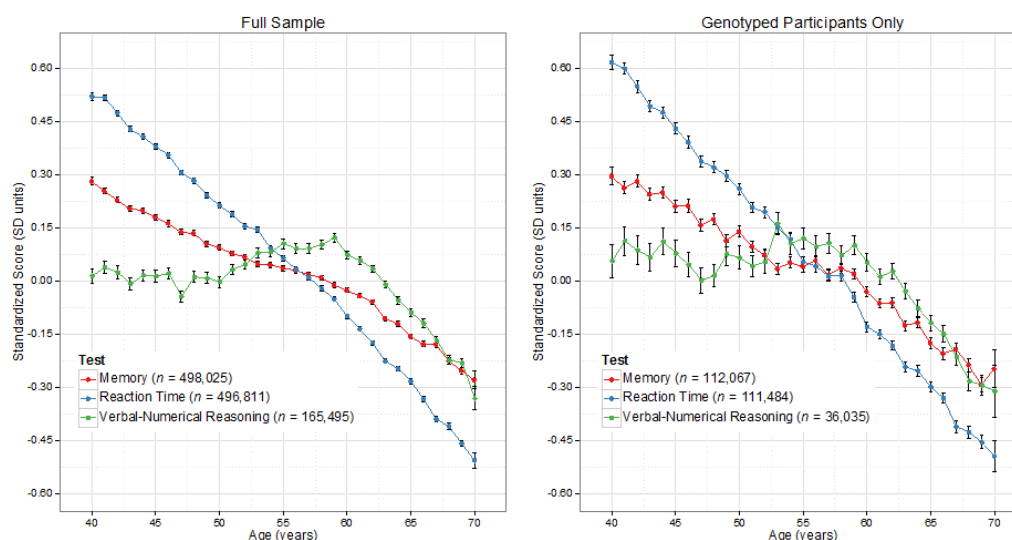 Full Sample
Standardized Score (SD units)
0.60
0.45
0.30
0.15
0.00
-0.15
-0.30
-0.45
-0.60
Test
Memory (n = 498,025)
Reaction Time (n = 496,811)
Verbal-Numerical Reasoning (n = 165,495)
40 45 50 55 60 65 70
Age (years)
Genotyped Participants Only
Standardized Score (SD units)
0.60
0.45
0.30
0.15
0.00
-0.15
-0.30
-0.45
-0.60
Test
Memory (n = 112,067)
Reaction Time (n = 111,484)
Verbal-Numerical Reasoning (n = 36,035)
40 45 50 55 60 65 70
Age (years)